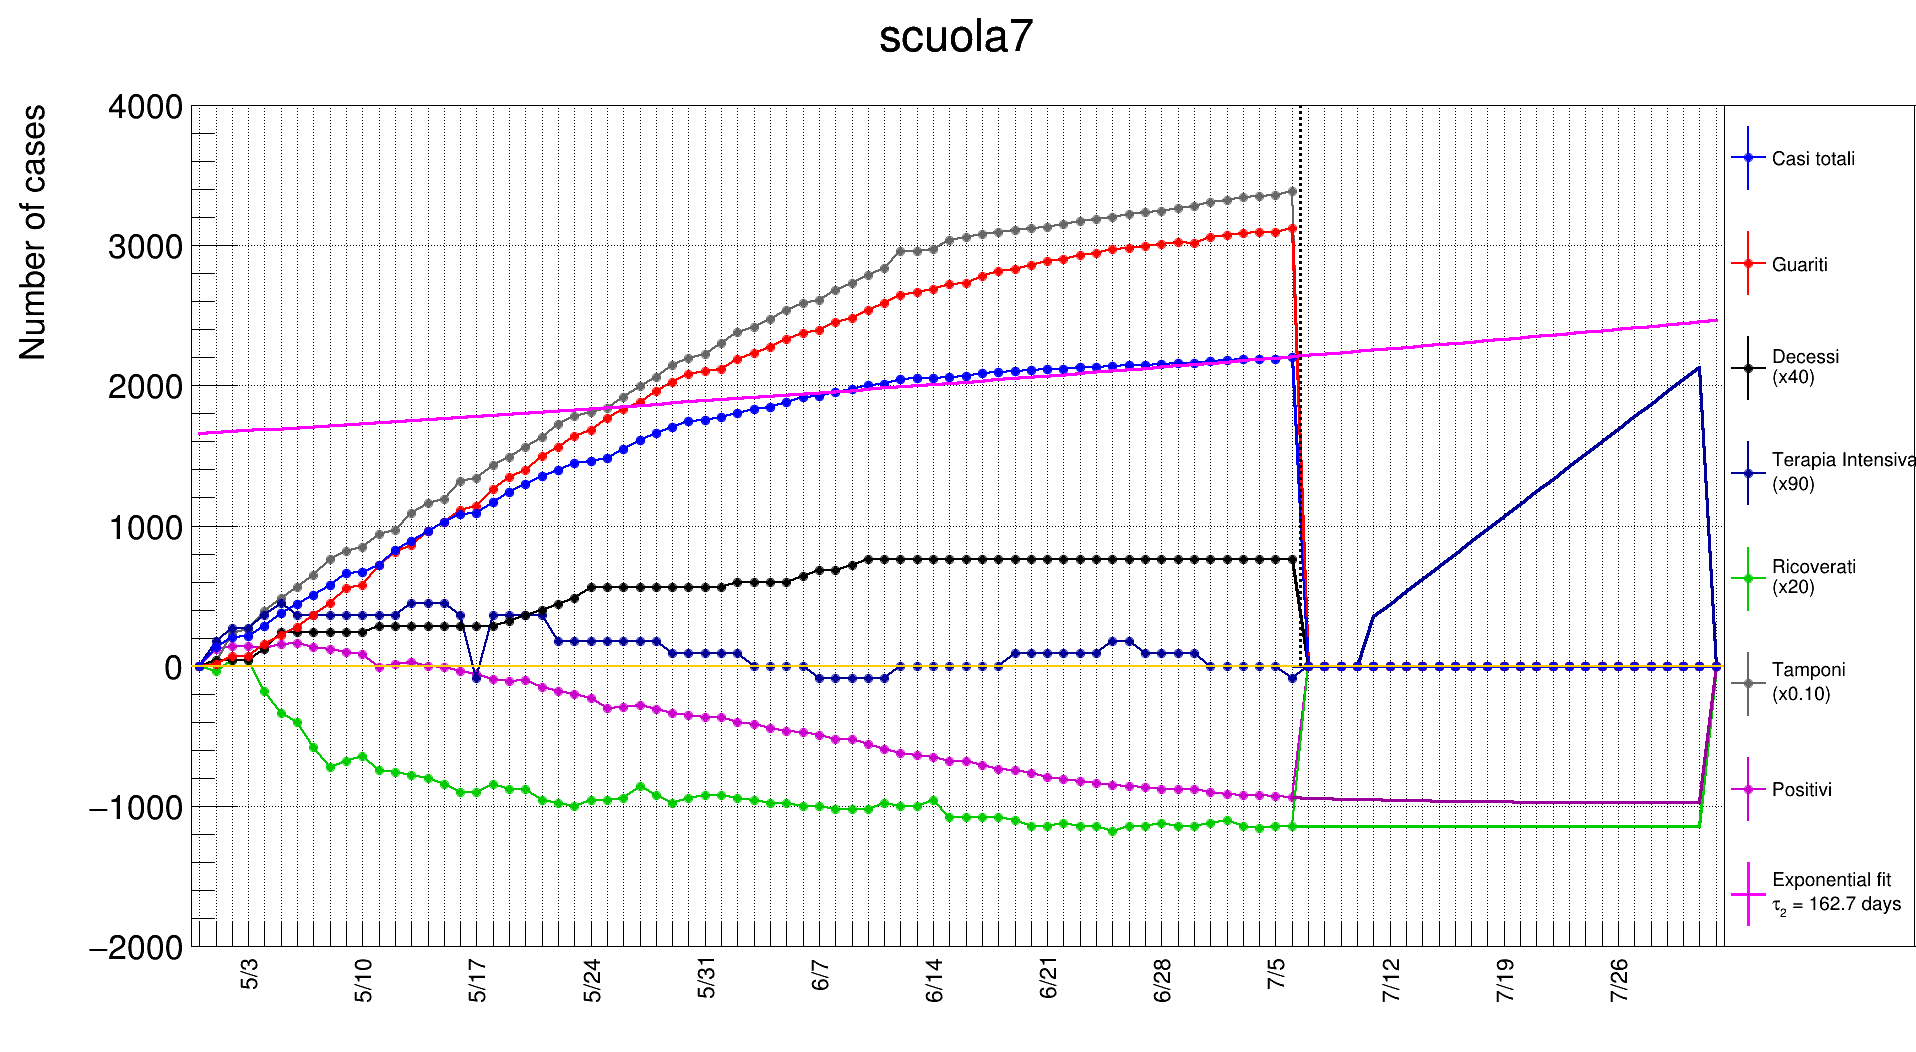 scuola7
Number of cases
4000
3000
2000
1000
0
−1000
−2000
5/3
5/10
5/17
5/24
5/31
6/7
6/14
6/21
6/28
7/5
7/12
7/19
7/26
Casi totali
Guariti
Decessi
(x40)
Terapia Intensiva
(x90)
Ricoverati
(x20)
Tamponi
(x0.10)
Positivi
Exponential fit
τ2 = 162.7 days